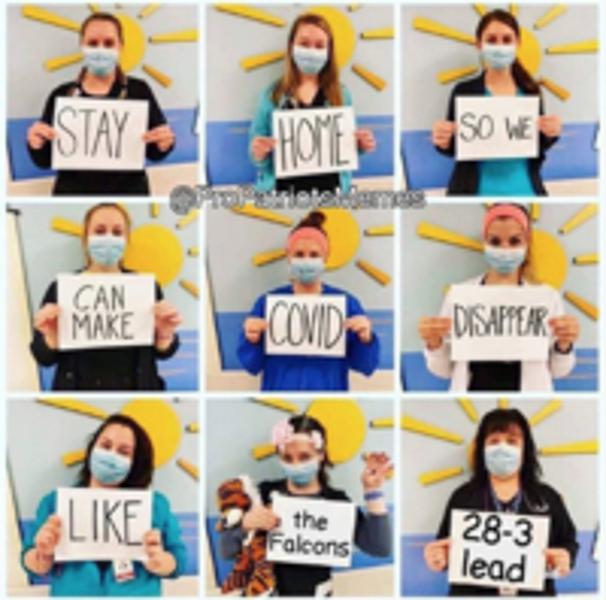 STAY
HOME
SO WE
@ProPatriotsMemes
CAN
MAKE
COVID
DISAPPEAR
LIKE
the
Falcons
28-3
lead